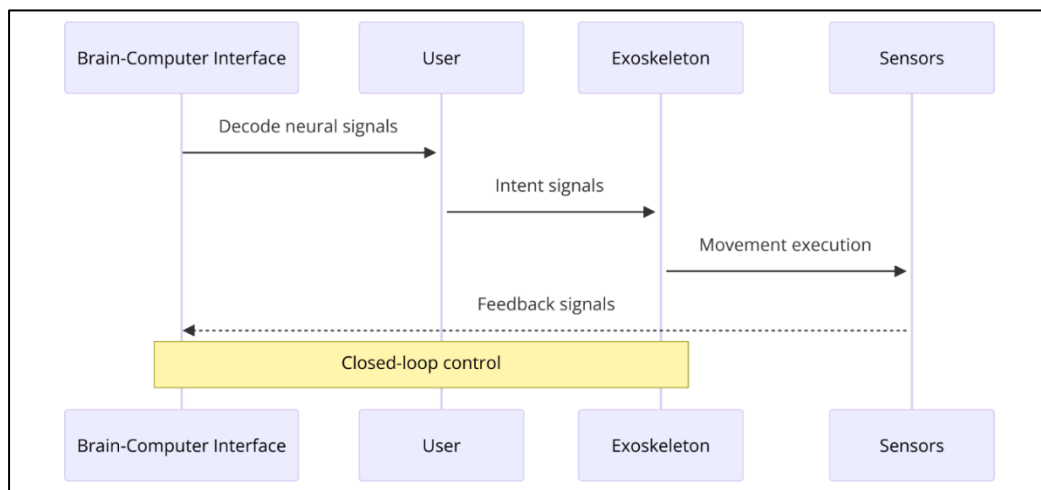 Brain-Computer Interface
User
Exoskeleton
Sensors
Decode neural signals
Intent signals
Movement execution
Feedback signals
Closed-loop control
Brain-Computer Interface
User
Exoskeleton
Sensors